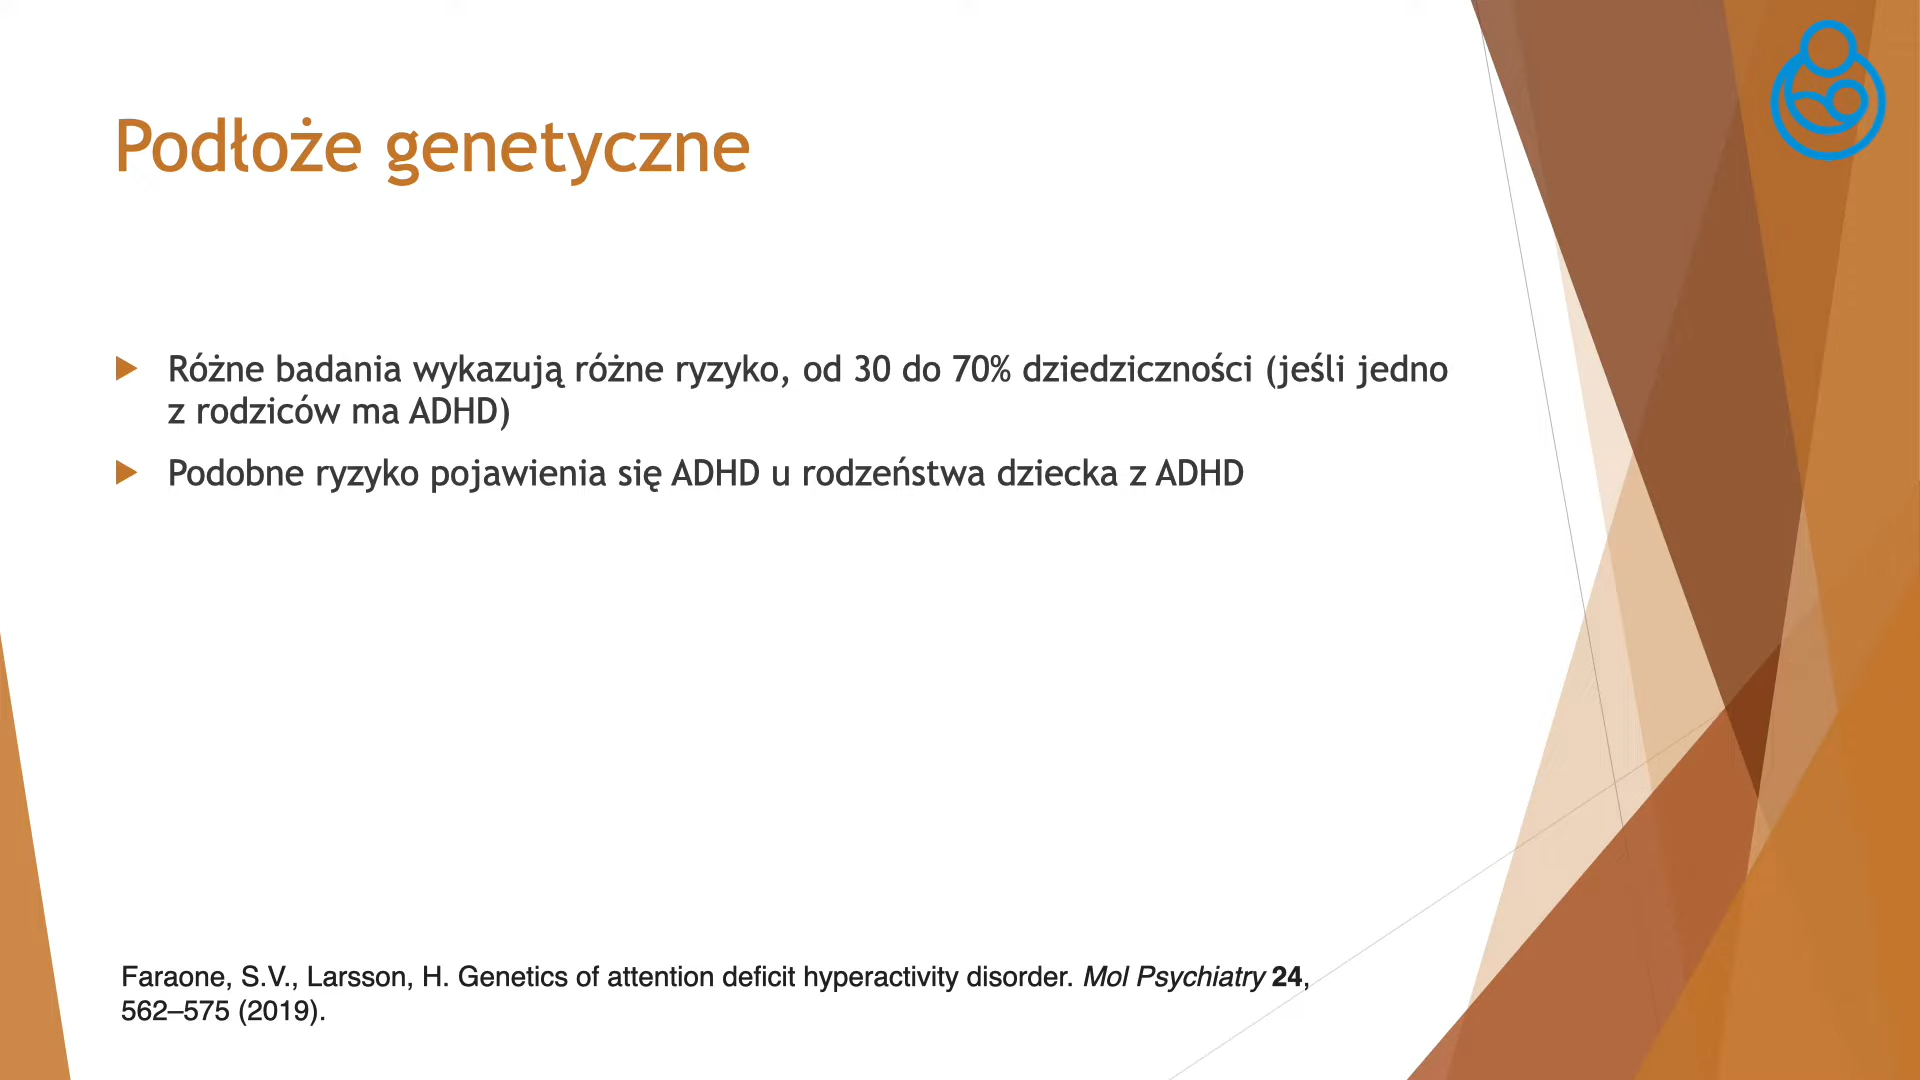 Podłoże genetyczne
Różne badania wykazują różne ryzyko, od 30 do 70% dziedziczności (jeśli jedno
z rodziców ma ADHD)
Podobne ryzyko pojawienia się ADHD u rodzeństwa dziecka z ADHD
Faraone, S.V., Larsson, H. Genetics of attention deficit hyperactivity disorder. Mol Psychiatry 24,
562–575 (2019).